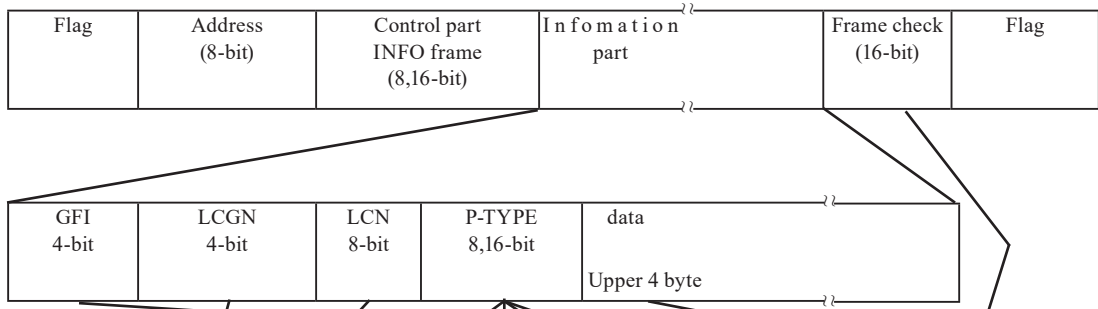 Flag Address Control part Infomation Frame check Flag
(8-bit) INFO frame part (16-bit)
(8,16-bit)
GFI LCGN LCN P-TYPE data
4-bit 4-bit 8-bit 8,16-bit
Upper 4 byte